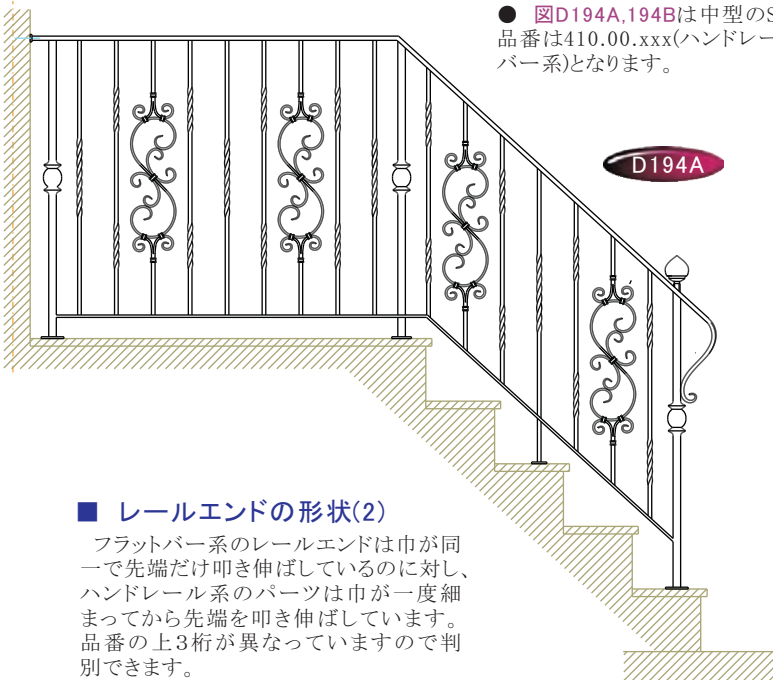 ● 図D194A,194Bは中型のS
品番は410.00.xxx(ハンドレー
バー系)となります。
D194A
■ レールエンドの形状(2)
フラットバー系のレールエンドは巾が同
一で先端だけ叩き伸ばしているのに対し、
ハンドレール系のパーツは巾が一度細
まってから先端を叩き伸ばしています。
品番の上3桁が異なっていますので判
別できます。